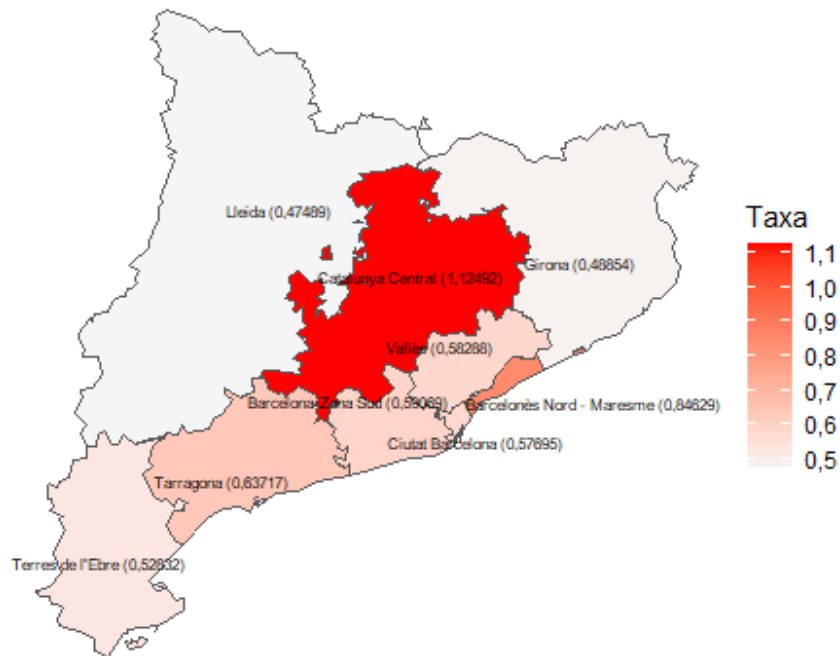 Lleida (0,47489)
Taxa
1,1
Girona (0,48854)
Catalunya Central (1,12492)
1,0
0,9
Vallès (0,58288)
0,8
Barcelona Zona Sud (0,59069)
Barcelonès Nord - Maresme (0,84629)
0,7
Ciutat Barcelona (0,57695)
0,6
0,5
Tarragona (0,63717)
Terres de l'Ebre (0,52832)